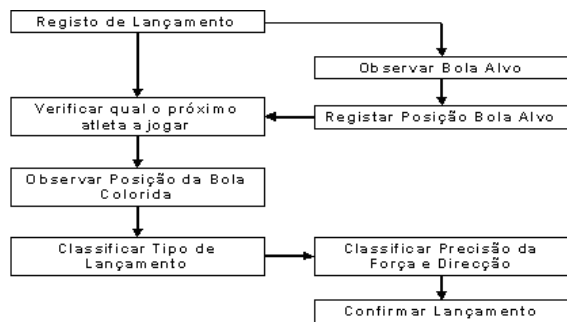 Registo de Lançamento
Observar Bola Alvo
Registar Posição Bola Alvo
Verificar qual o próximo
atleta a jogar
Observar Posição da Bola
Colorida
Classificar Tipo de
Lançamento
Classificar Precisão da
Força e Direcção
Confirmar Lançamento